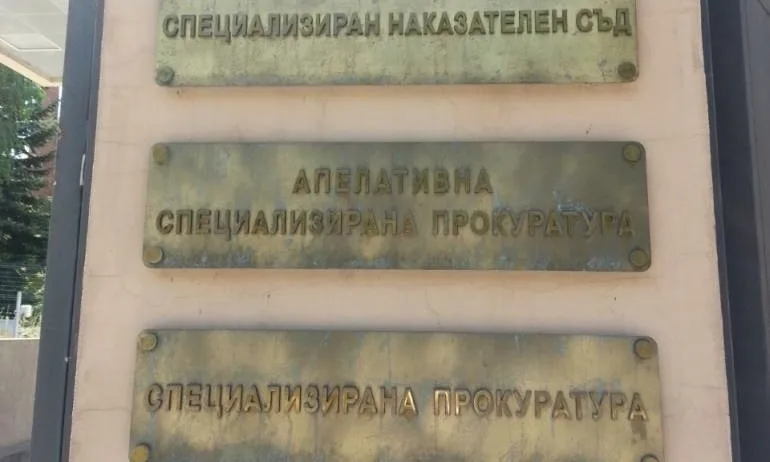 СПЕЦИАЛИЗИРАН НАКАЗАТЕЛЕН СЪД
АПЕЛАТИВНА
СПЕЦИАЛИЗИРАНА ПРОКУРАТУРА
СПЕЦИАЛИЗИРАНА ПРОКУРАТУРА